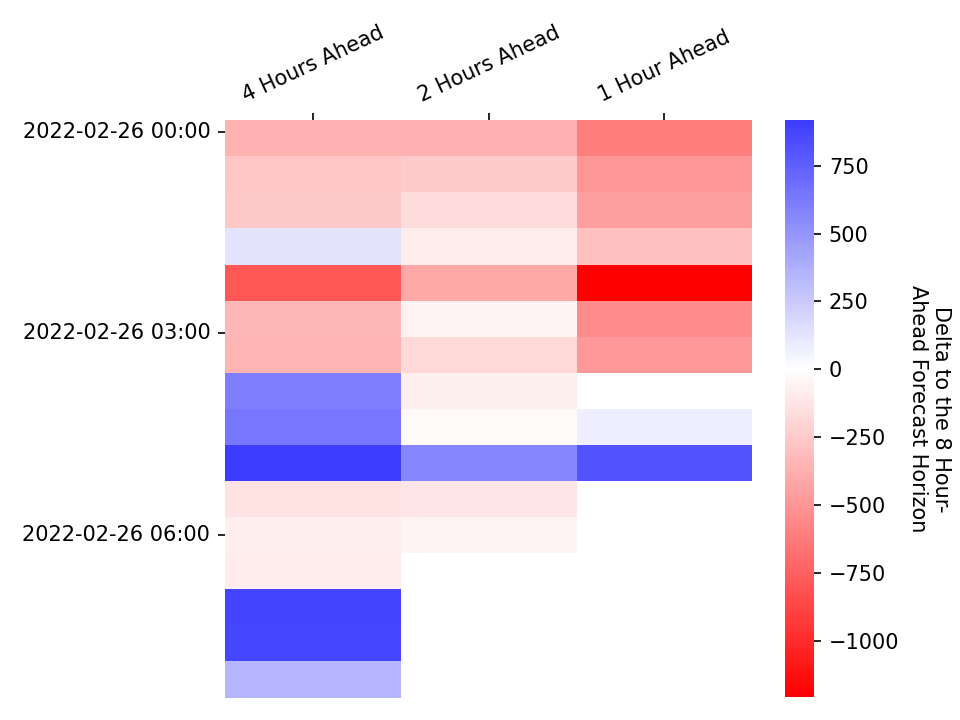 4 Hours Ahead
2 Hours Ahead
1 Hour Ahead
2022-02-26 00:00
2022-02-26 03:00
2022-02-26 06:00
750
500
250
0
−250
−500
−750
−1000
Delta to the 8 Hour-
Ahead Forecast Horizon